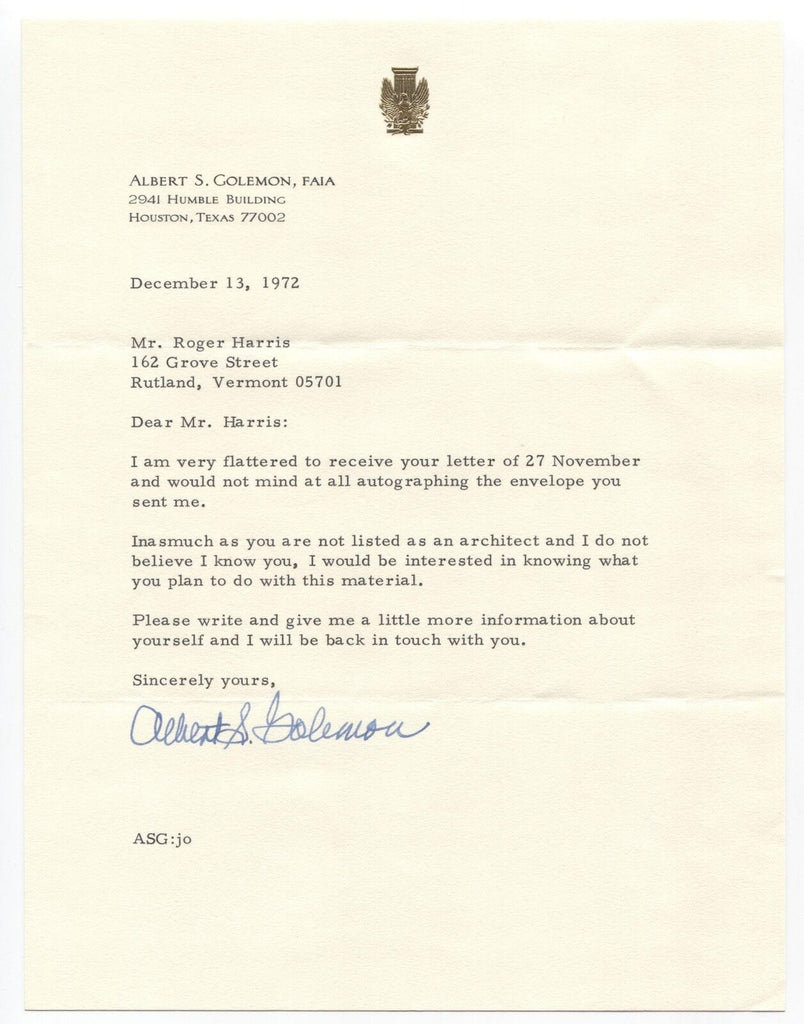 ALBERT S. GOLEMON, FAIA
2941 HUMBLE BUILDING
HOUSTON, TEXAS 77002
December 13, 1972
Mr. Roger Harris
162 Grove Street
Rutland, Vermont 05701
Dear Mr. Harris:
I am very flattered to receive your letter of 27 November
and would not mind at all autographing the envelope you
sent me.
Inasmuch as you are not listed as an architect and I do not
believe I know you, I would be interested in knowing what
you plan to do with this material.
Please write and give me a little more information about
yourself and I will be back in touch with you.
Sincerely yours,
Albert S. Golemon
ASG:jo